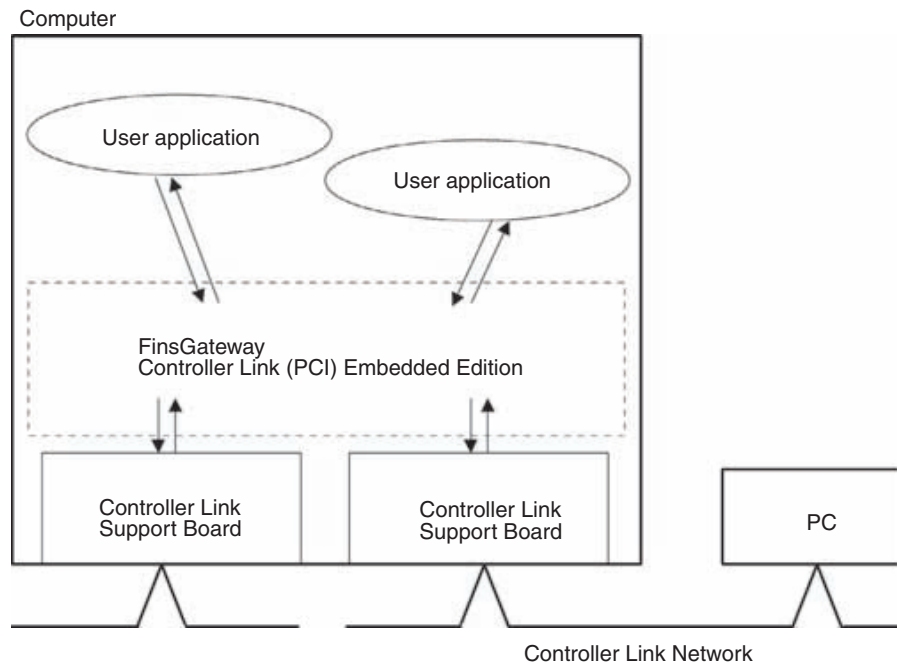 Computer
User application
User application
FinsGateway
Controller Link (PCI) Embedded Edition
Controller Link
Support Board
Controller Link
Support Board
PC
Controller Link Network